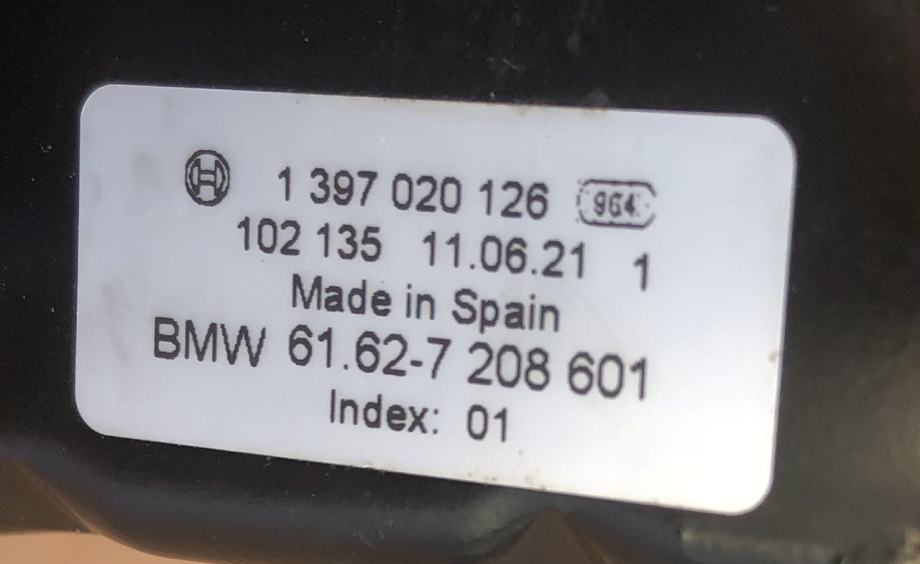 1 397 020 126 964
102 135 11.06.21 1
Made in Spain
BMW 61.62-7 208 601
Index: 01